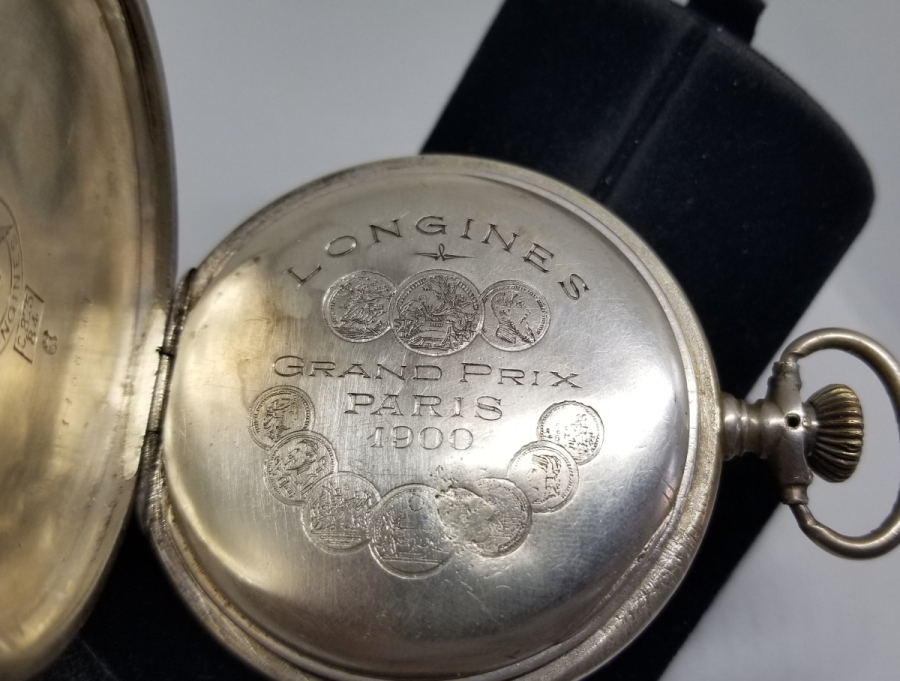 LONGINES
GRAND PRIX
PARIS
1900